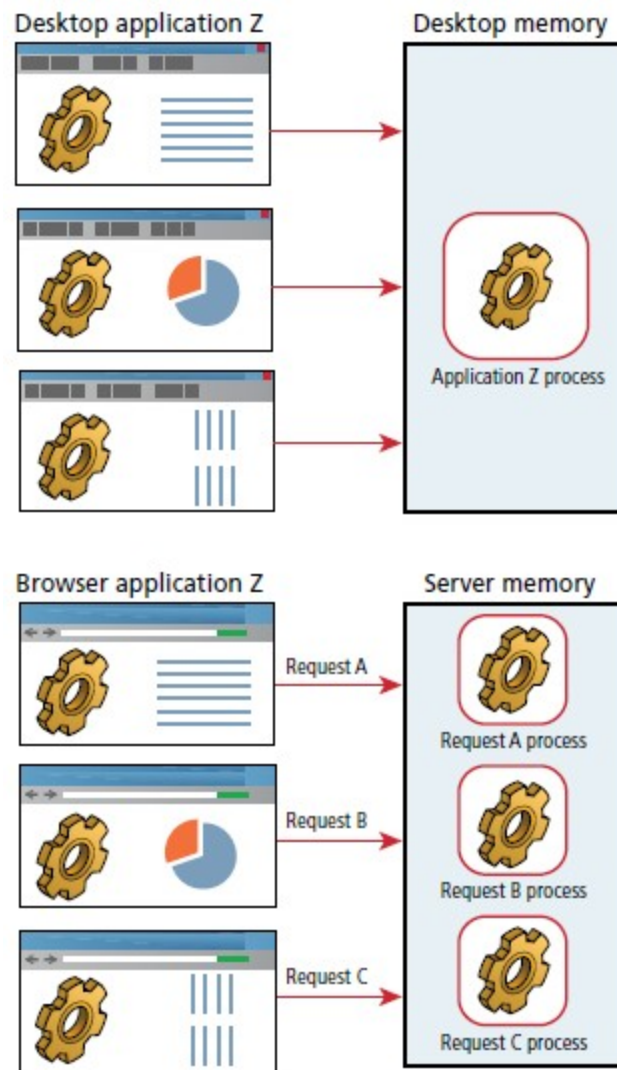 Desktop application Z
Desktop memory
Application Z process
Browser application Z
Server memory
Request A
Request A process
Request B
Request B process
Request C
Request C process